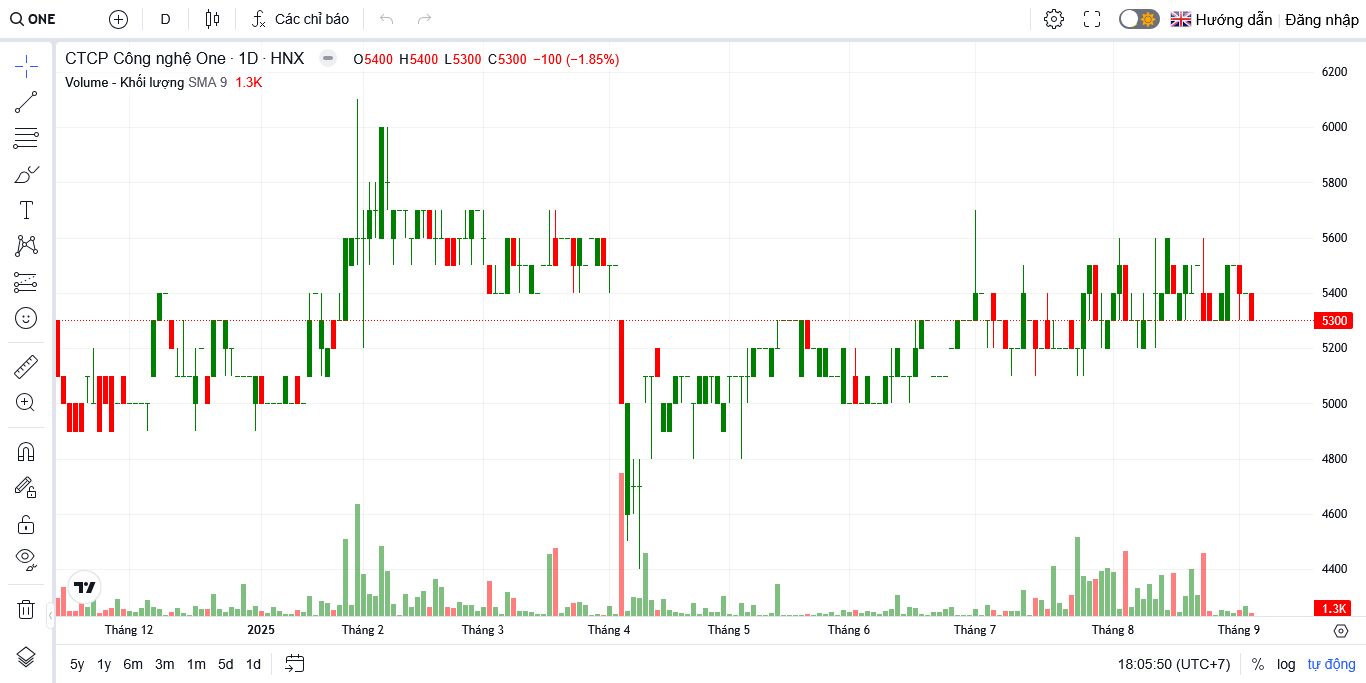 ONE
D
Các chỉ báo
Hướng dẫn
Đăng nhập
CTCP Công nghệ One · 1D · HNX
O5400 H5400 L5300 C5300 −100 (−1.85%)
Volume - Khối lượng SMA 9 1.3K
6200
6000
5800
5600
5400
5300
5200
5000
4800
4600
4400
1.3K
Tháng 12
2025
Tháng 2
Tháng 3
Tháng 4
Tháng 5
Tháng 6
Tháng 7
Tháng 8
Tháng 9
5y 1y 6m 3m 1m 5d 1d
18:05:50 (UTC+7)
% log tự động